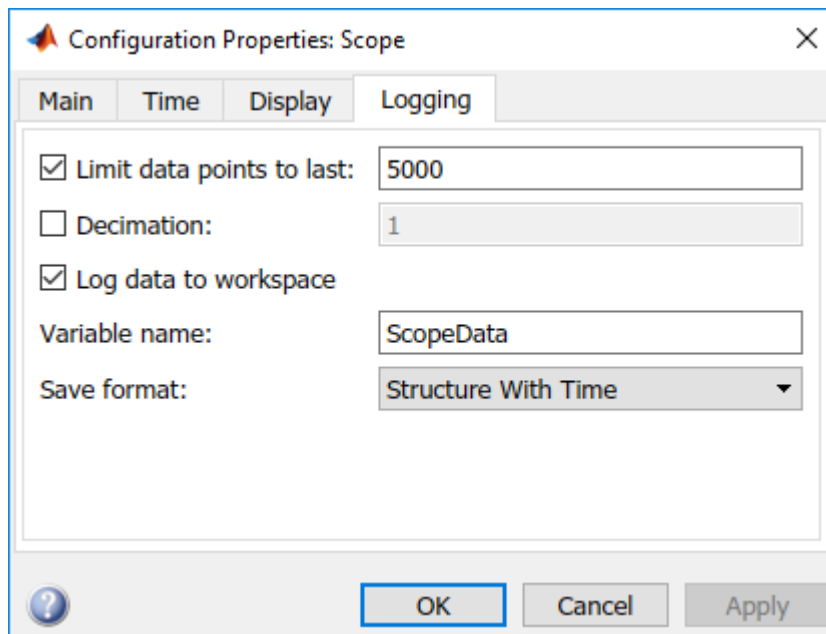 Configuration Properties: Scope
Main Time Display Logging
Limit data points to last: 5000
Decimation: 1
Log data to workspace
Variable name: ScopeData
Save format: Structure With Time
? OK Cancel Apply